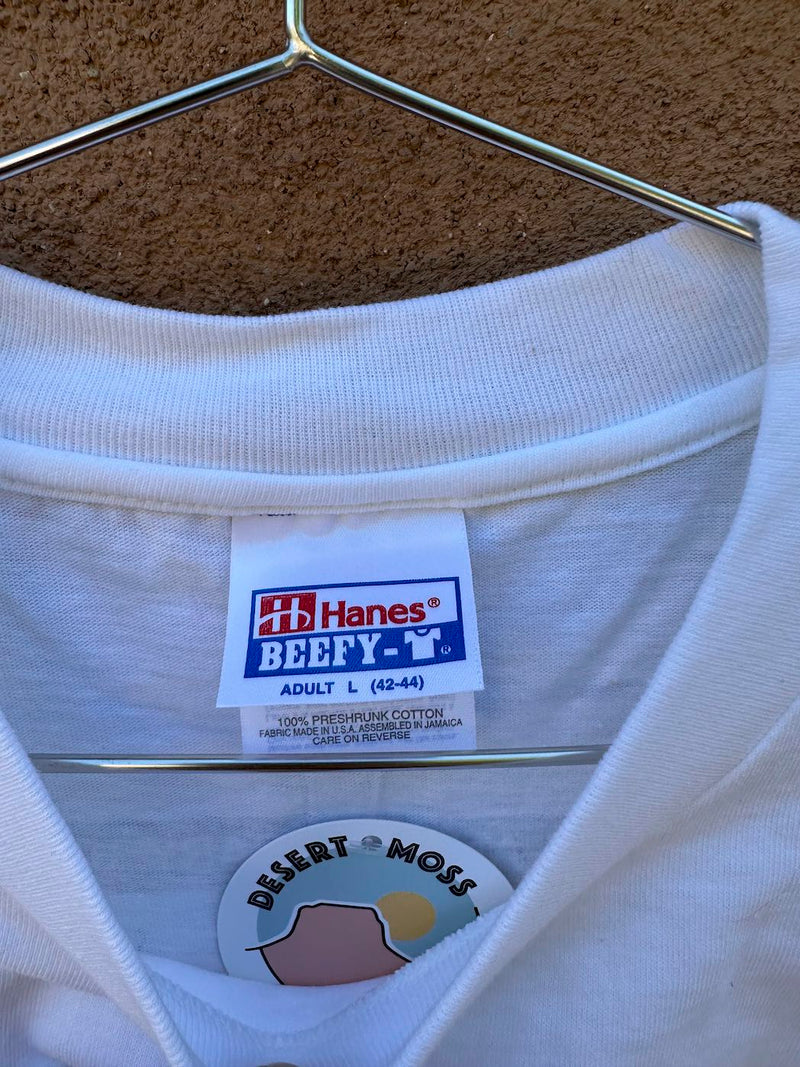 Hanes®
BEEFY-T®
ADULT L (42-44)
100% PRESHRUNK COTTON
FABRIC MADE IN U.S.A. ASSEMBLED IN JAMAICA
CARE ON REVERSE
DESERT MOSS